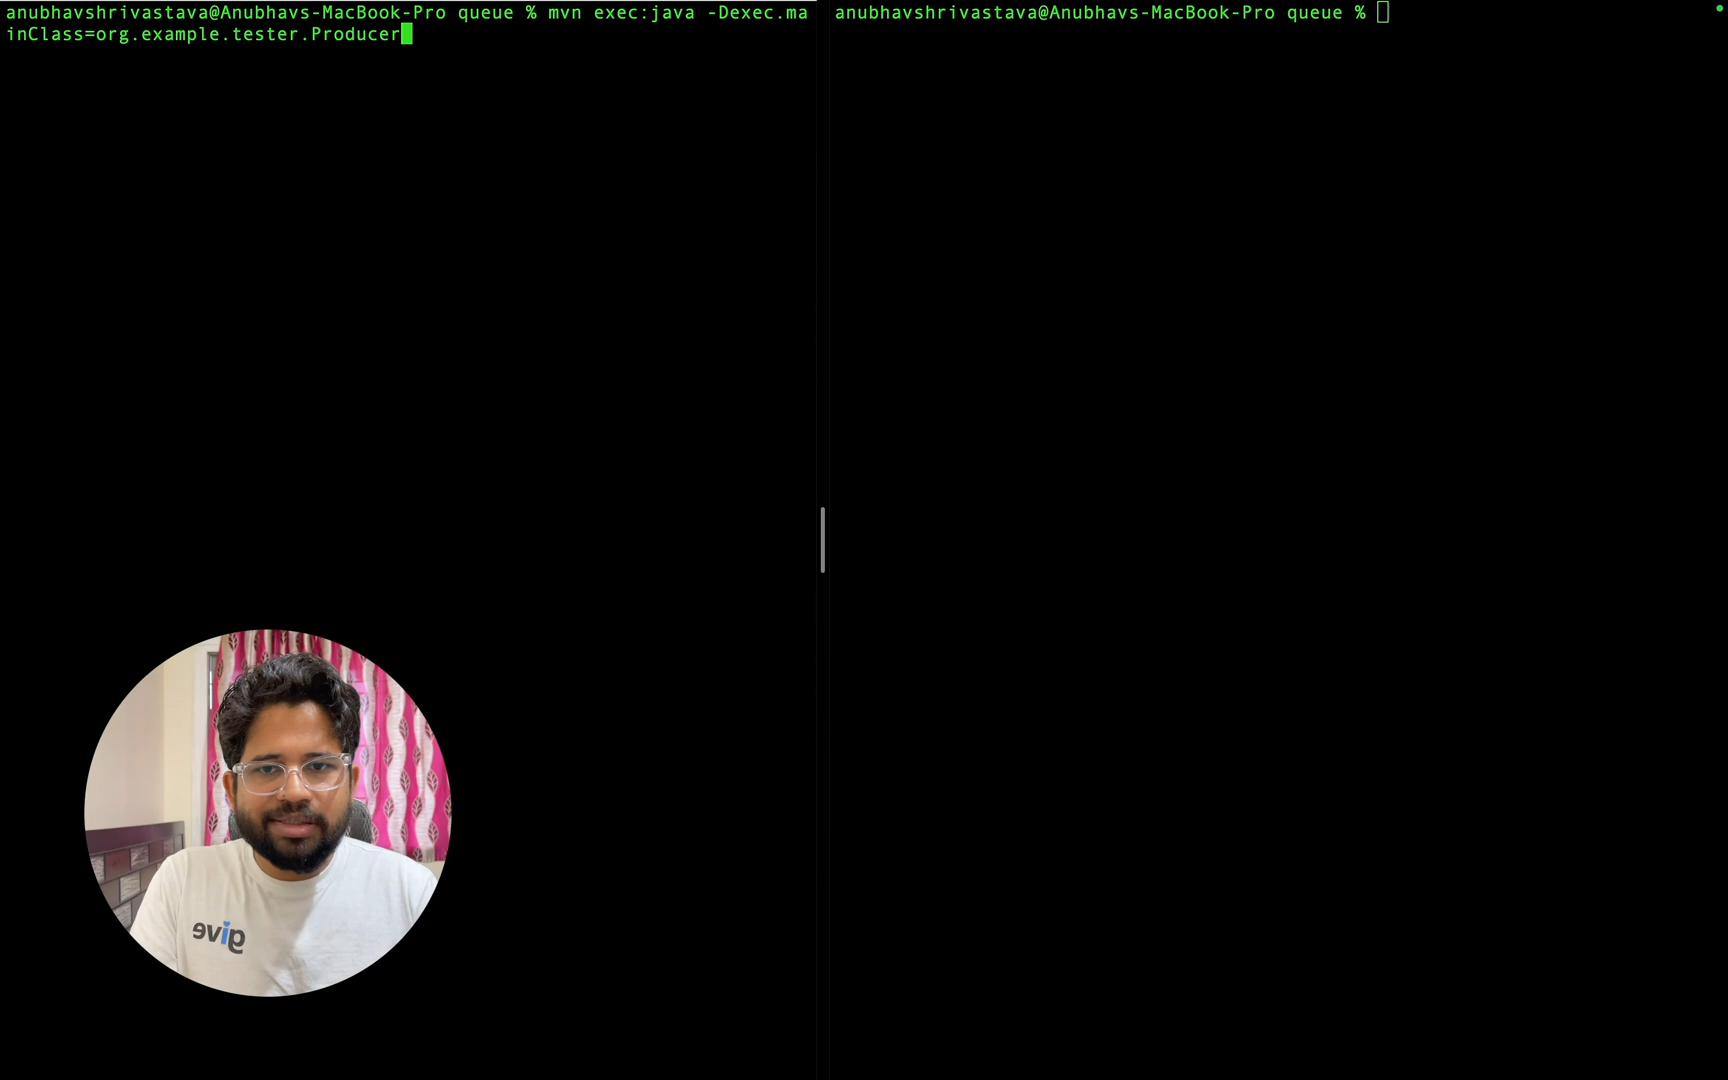 anubhavshrivastava@Anubhavs-MacBook-Pro queue % mvn exec:java -Dexec.ma
inClass=org.example.tester.Producer
anubhavshrivastava@Anubhavs-MacBook-Pro queue %
give